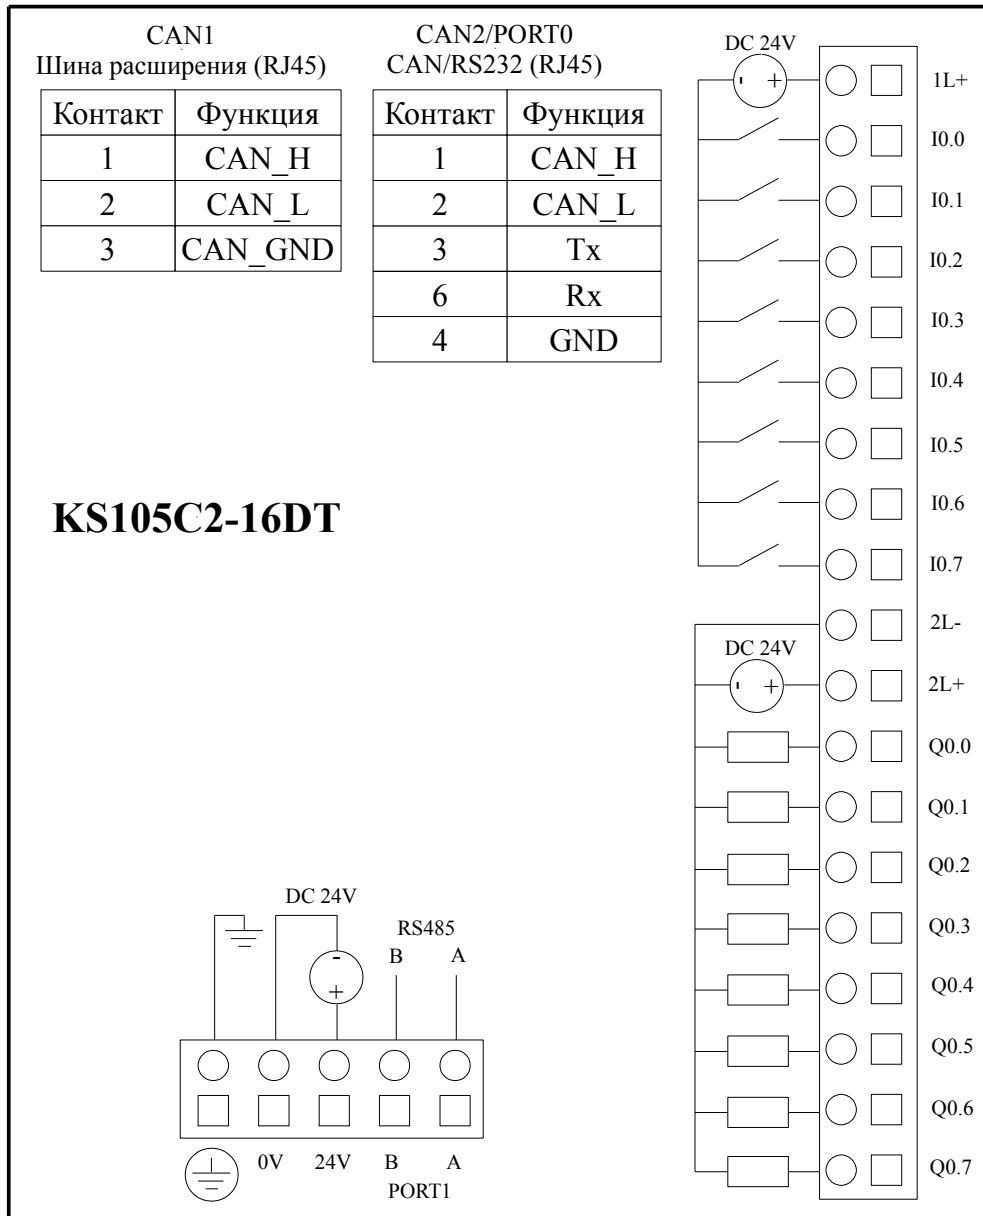 CAN1
Шина расширения (RJ45)
Контакт Функция
1 CAN_H
2 CAN_L
3 CAN_GND
CAN2/PORT0
CAN/RS232 (RJ45)
Контакт Функция
1 CAN_H
2 CAN_L
3 Tx
6 Rx
4 GND
KS105C2-16DT
DC 24V
- +
1L+
I0.0
I0.1
I0.2
I0.3
I0.4
I0.5
I0.6
I0.7
2L-
DC 24V
- +
2L+
Q0.0
Q0.1
Q0.2
Q0.3
Q0.4
Q0.5
Q0.6
Q0.7
DC 24V
-
+
RS485
B A
0V 24V B A
PORT1